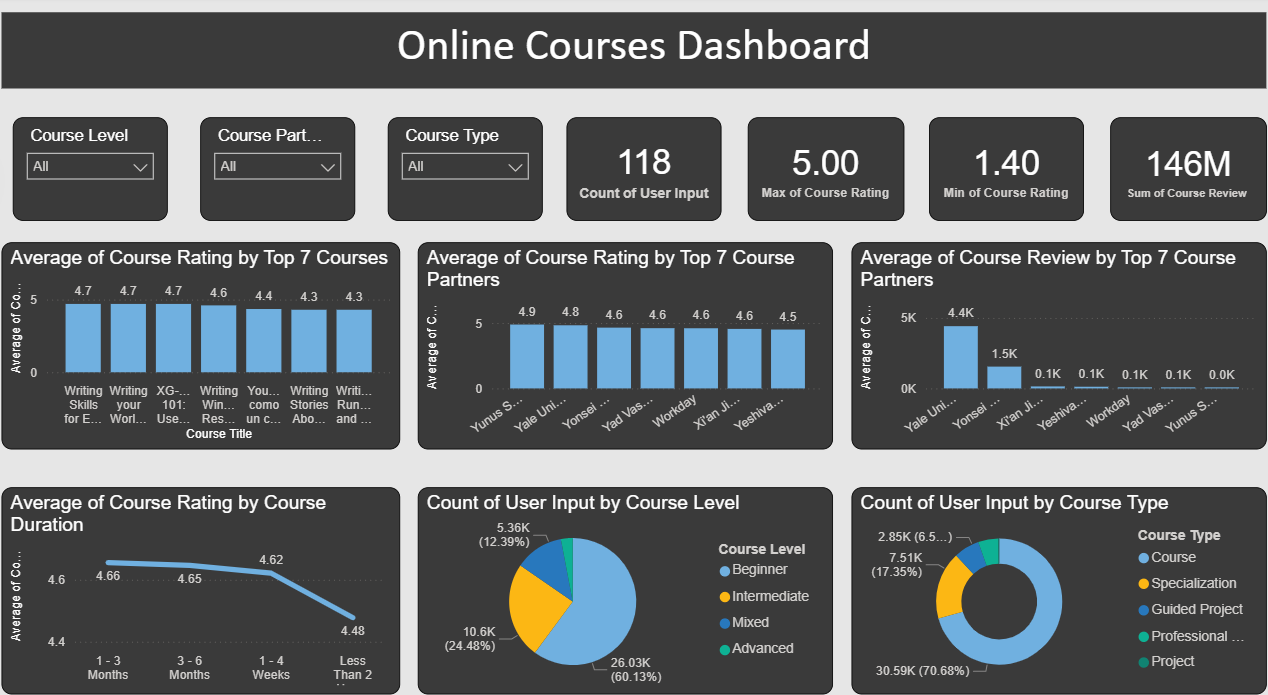 Online Courses Dashboard
Course Level
All
Course Part...
All
Course Type
All
118
Count of User Input
5.00
Max of Course Rating
1.40
Min of Course Rating
146M
Sum of Course Review
Average of Course Rating by Top 7 Courses
Average of Co...
5
0
4.7
4.7
4.7
4.6
4.4
4.3
4.3
Writing
Skills
for E...
Writing
your
Worl...
XG-...
101:
Use...
Writing
Win...
Res...
You...
como
un c...
Writing
Stories
Abo...
Writi...
Run...
and ...
Course Title
Average of Course Rating by Top 7 Course
Partners
Average of C...
5
0
4.9
4.8
4.6
4.6
4.6
4.6
4.5
Yunus S...
Yale Uni...
Yonsei ...
Yad Vas...
Workday
Xi'an Ji...
Yeshiva...
Average of Course Review by Top 7 Course
Partners
Average of C...
5K
0K
4.4K
1.5K
0.1K
0.1K
0.1K
0.1K
0.0K
Yale Uni...
Yonsei ...
Xi'an Ji...
Yeshiva...
Workday
Yad Vas...
Yunus S...
Average of Course Rating by Course
Duration
Average of Co...
4.6
4.4
4.66
4.65
4.62
4.48
1 - 3
Months
3 - 6
Months
1 - 4
Weeks
Less
Than 2
Count of User Input by Course Level
5.36K
(12.39%)
10.6K
(24.48%)
26.03K
(60.13%)
Course Level
Beginner
Intermediate
Mixed
Advanced
Count of User Input by Course Type
2.85K (6.5...)
7.51K
(17.35%)
30.59K (70.68%)
Course Type
Course
Specialization
Guided Project
Professional ...
Project